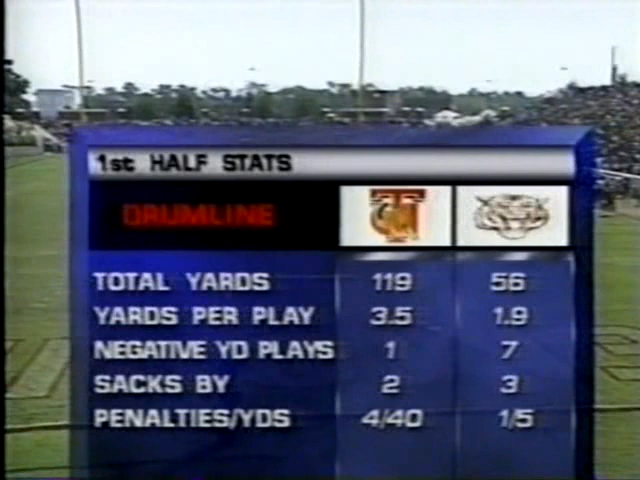 1st HALF STATS
DRUMLINE
TOTAL YARDS 119 56
YARDS PER PLAY 3.5 1.9
NEGATIVE YD PLAYS 1 7
SACKS BY 2 3
PENALTIES/YDS 4/40 1/5